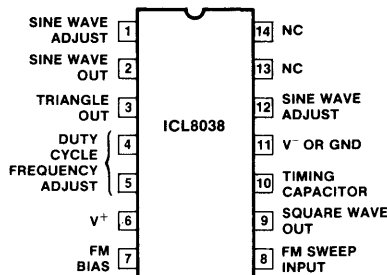 SINE WAVE
ADJUST
1
14
NC
SINE WAVE
OUT
2
13
NC
TRIANGLE
OUT
3
12
SINE WAVE
ADJUST
ICL8038
DUTY
CYCLE
FREQUENCY
ADJUST
4
5
11
V⁻ OR GND
10
TIMING
CAPACITOR
V⁺
6
9
SQUARE WAVE
OUT
FM
BIAS
7
8
FM SWEEP
INPUT